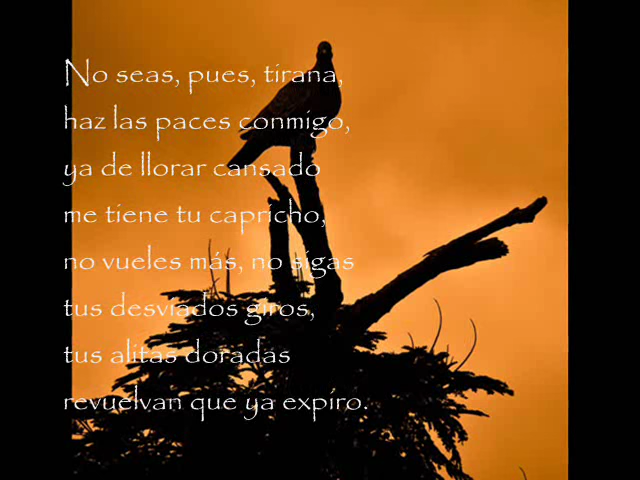 No seas, pues, tirana,
haz las paces conmigo,
ya de llorar cansado
me tiene tu capricho,
no vueles más, no sigas
tus desviados giros,
tus alitas doradas
revuelvan que ya expiro.